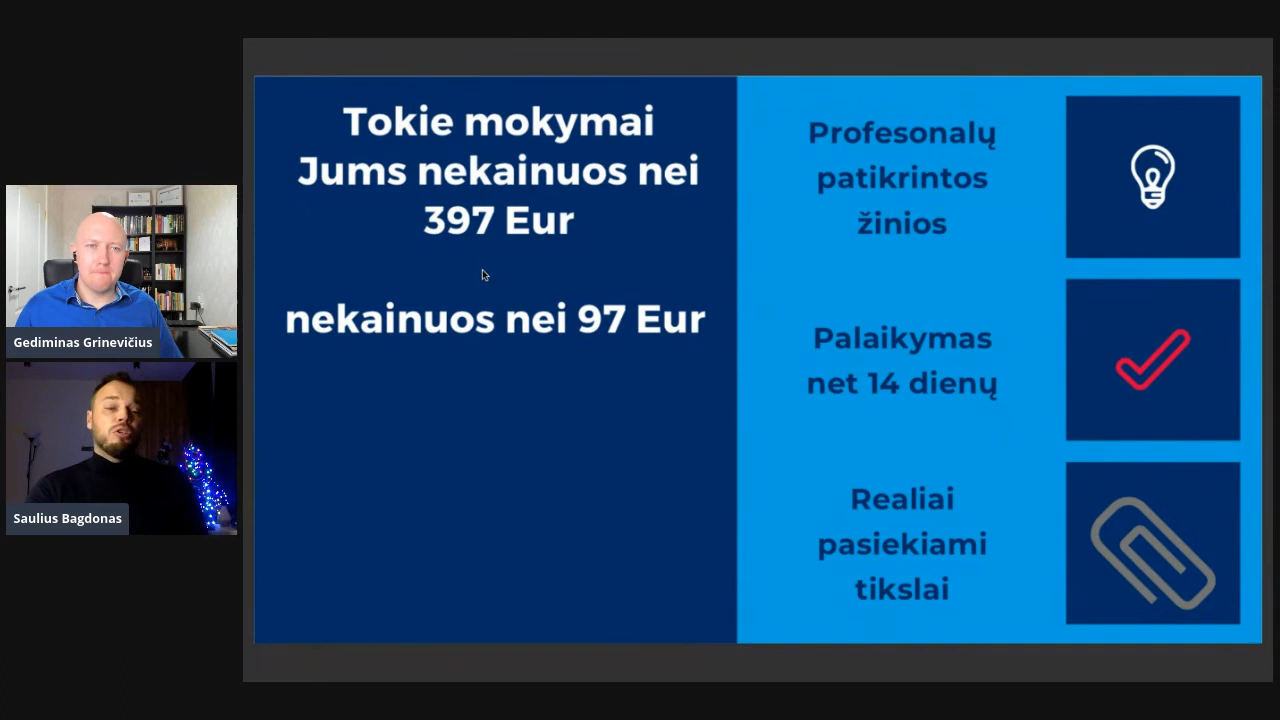 Gediminas Grinevičius
Saulius Bagdonas
Tokie mokymai
Jums nekainuos nei
397 Eur
nekainuos nei 97 Eur
Profesonalų
patikrintos
žinios
Palaikymas
net 14 dienų
Realiai
pasiekiami
tikslai